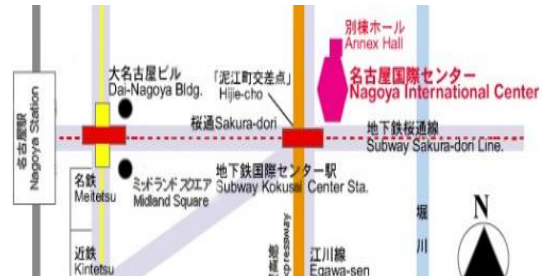 別棟ホール
Annex Hall
大名古屋ビル
Dai-Nagoya Bldg.
「泥江町交差点」
Hijie-cho
名古屋国際センター
Nagoya International Center
名古屋駅
Nagoya Station
桜通Sakura-dori
地下鉄桜通線
Subway Sakura-dori Line.
名鉄
Meitetsu
ミッドランド スクエア
Midland Square
地下鉄国際センター駅
Subway Kokusai Center Sta.
近鉄
Kintetsu
江川線
Egawa-sen
堀川
N